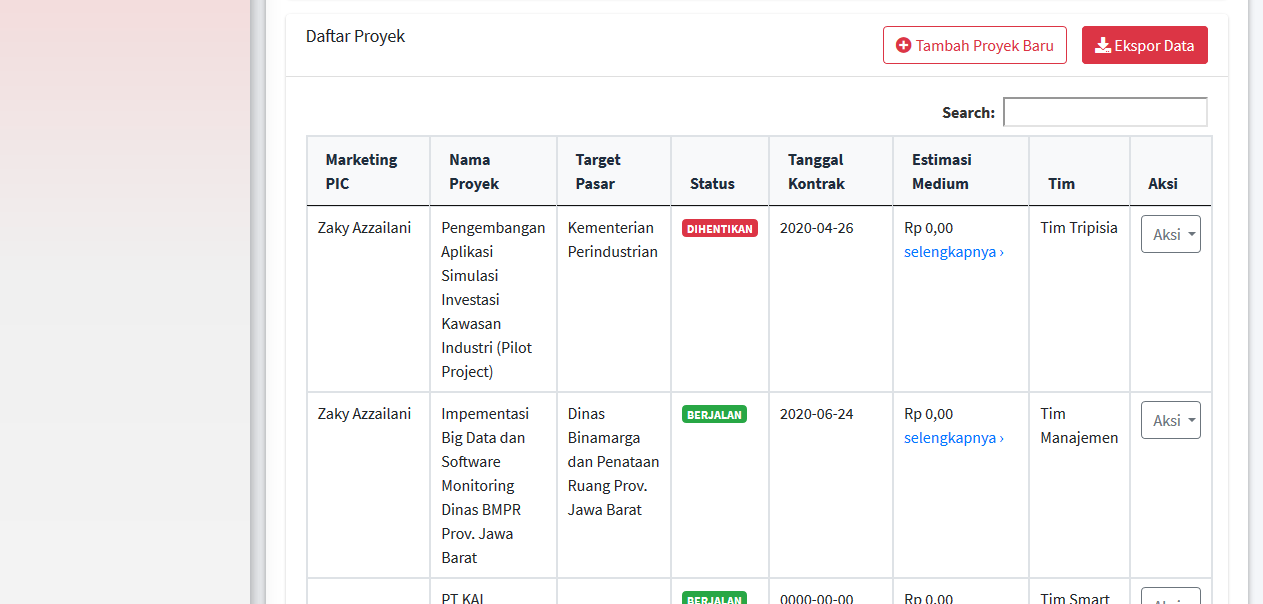 Daftar Proyek
Tambah Proyek Baru
Ekspor Data
Search:
Marketing PIC
Nama Proyek
Target Pasar
Status
Tanggal Kontrak
Estimasi Medium
Tim
Aksi
Zaky Azzailani
Pengembangan
Aplikasi
Simulasi
Investasi
Kawasan
Industri (Pilot
Project)
Kementerian
Perindustrian
DIHENTIKAN
2020-04-26
Rp 0,00
selengkapnya ›
Tim Tripisia
Aksi
Zaky Azzailani
Impementasi
Big Data dan
Software
Monitoring
Dinas BMPR
Prov. Jawa
Barat
Dinas
Binamarga
dan Penataan
Ruang Prov.
Jawa Barat
BERJALAN
2020-06-24
Rp 0,00
selengkapnya ›
Tim
Manajemen
Aksi
PT KAI
BERJALAN
0000-00-00
Rp 0,00
Tim Smart
Aksi